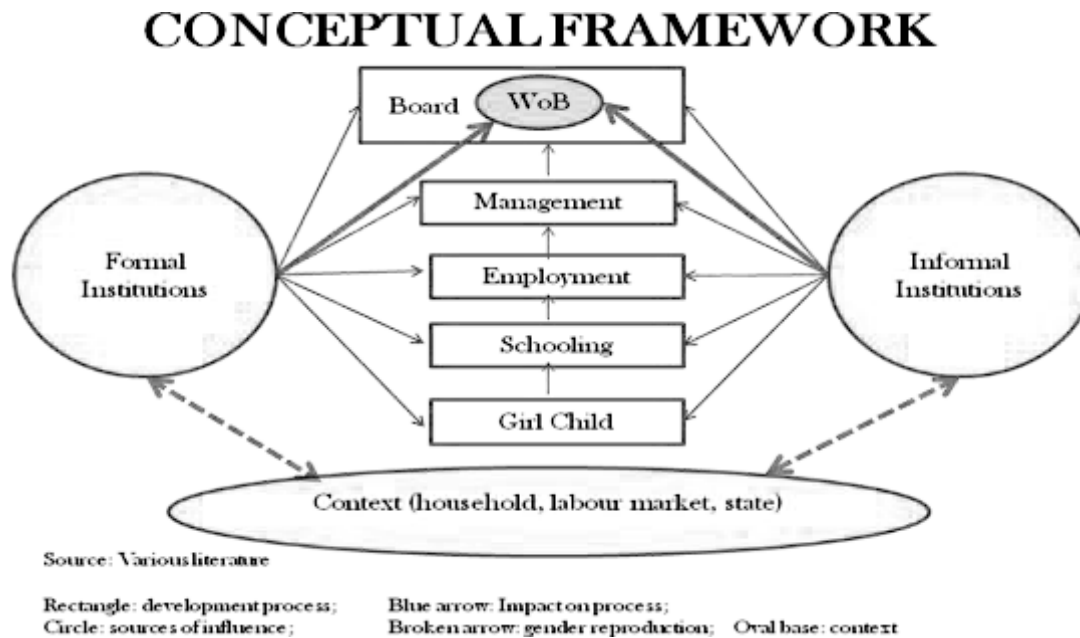 CONCEPTUAL FRAMEWORK
Board
WoB
Management
Formal
Institutions
Employment
Informal
Institutions
Schooling
Girl Child
Context (household, labour market, state)
Source: Various literature
Rectangle: development process; Blue arrow: Impact on process;
Circle: sources of influence; Broken arrow: gender reproduction; Oval base: context